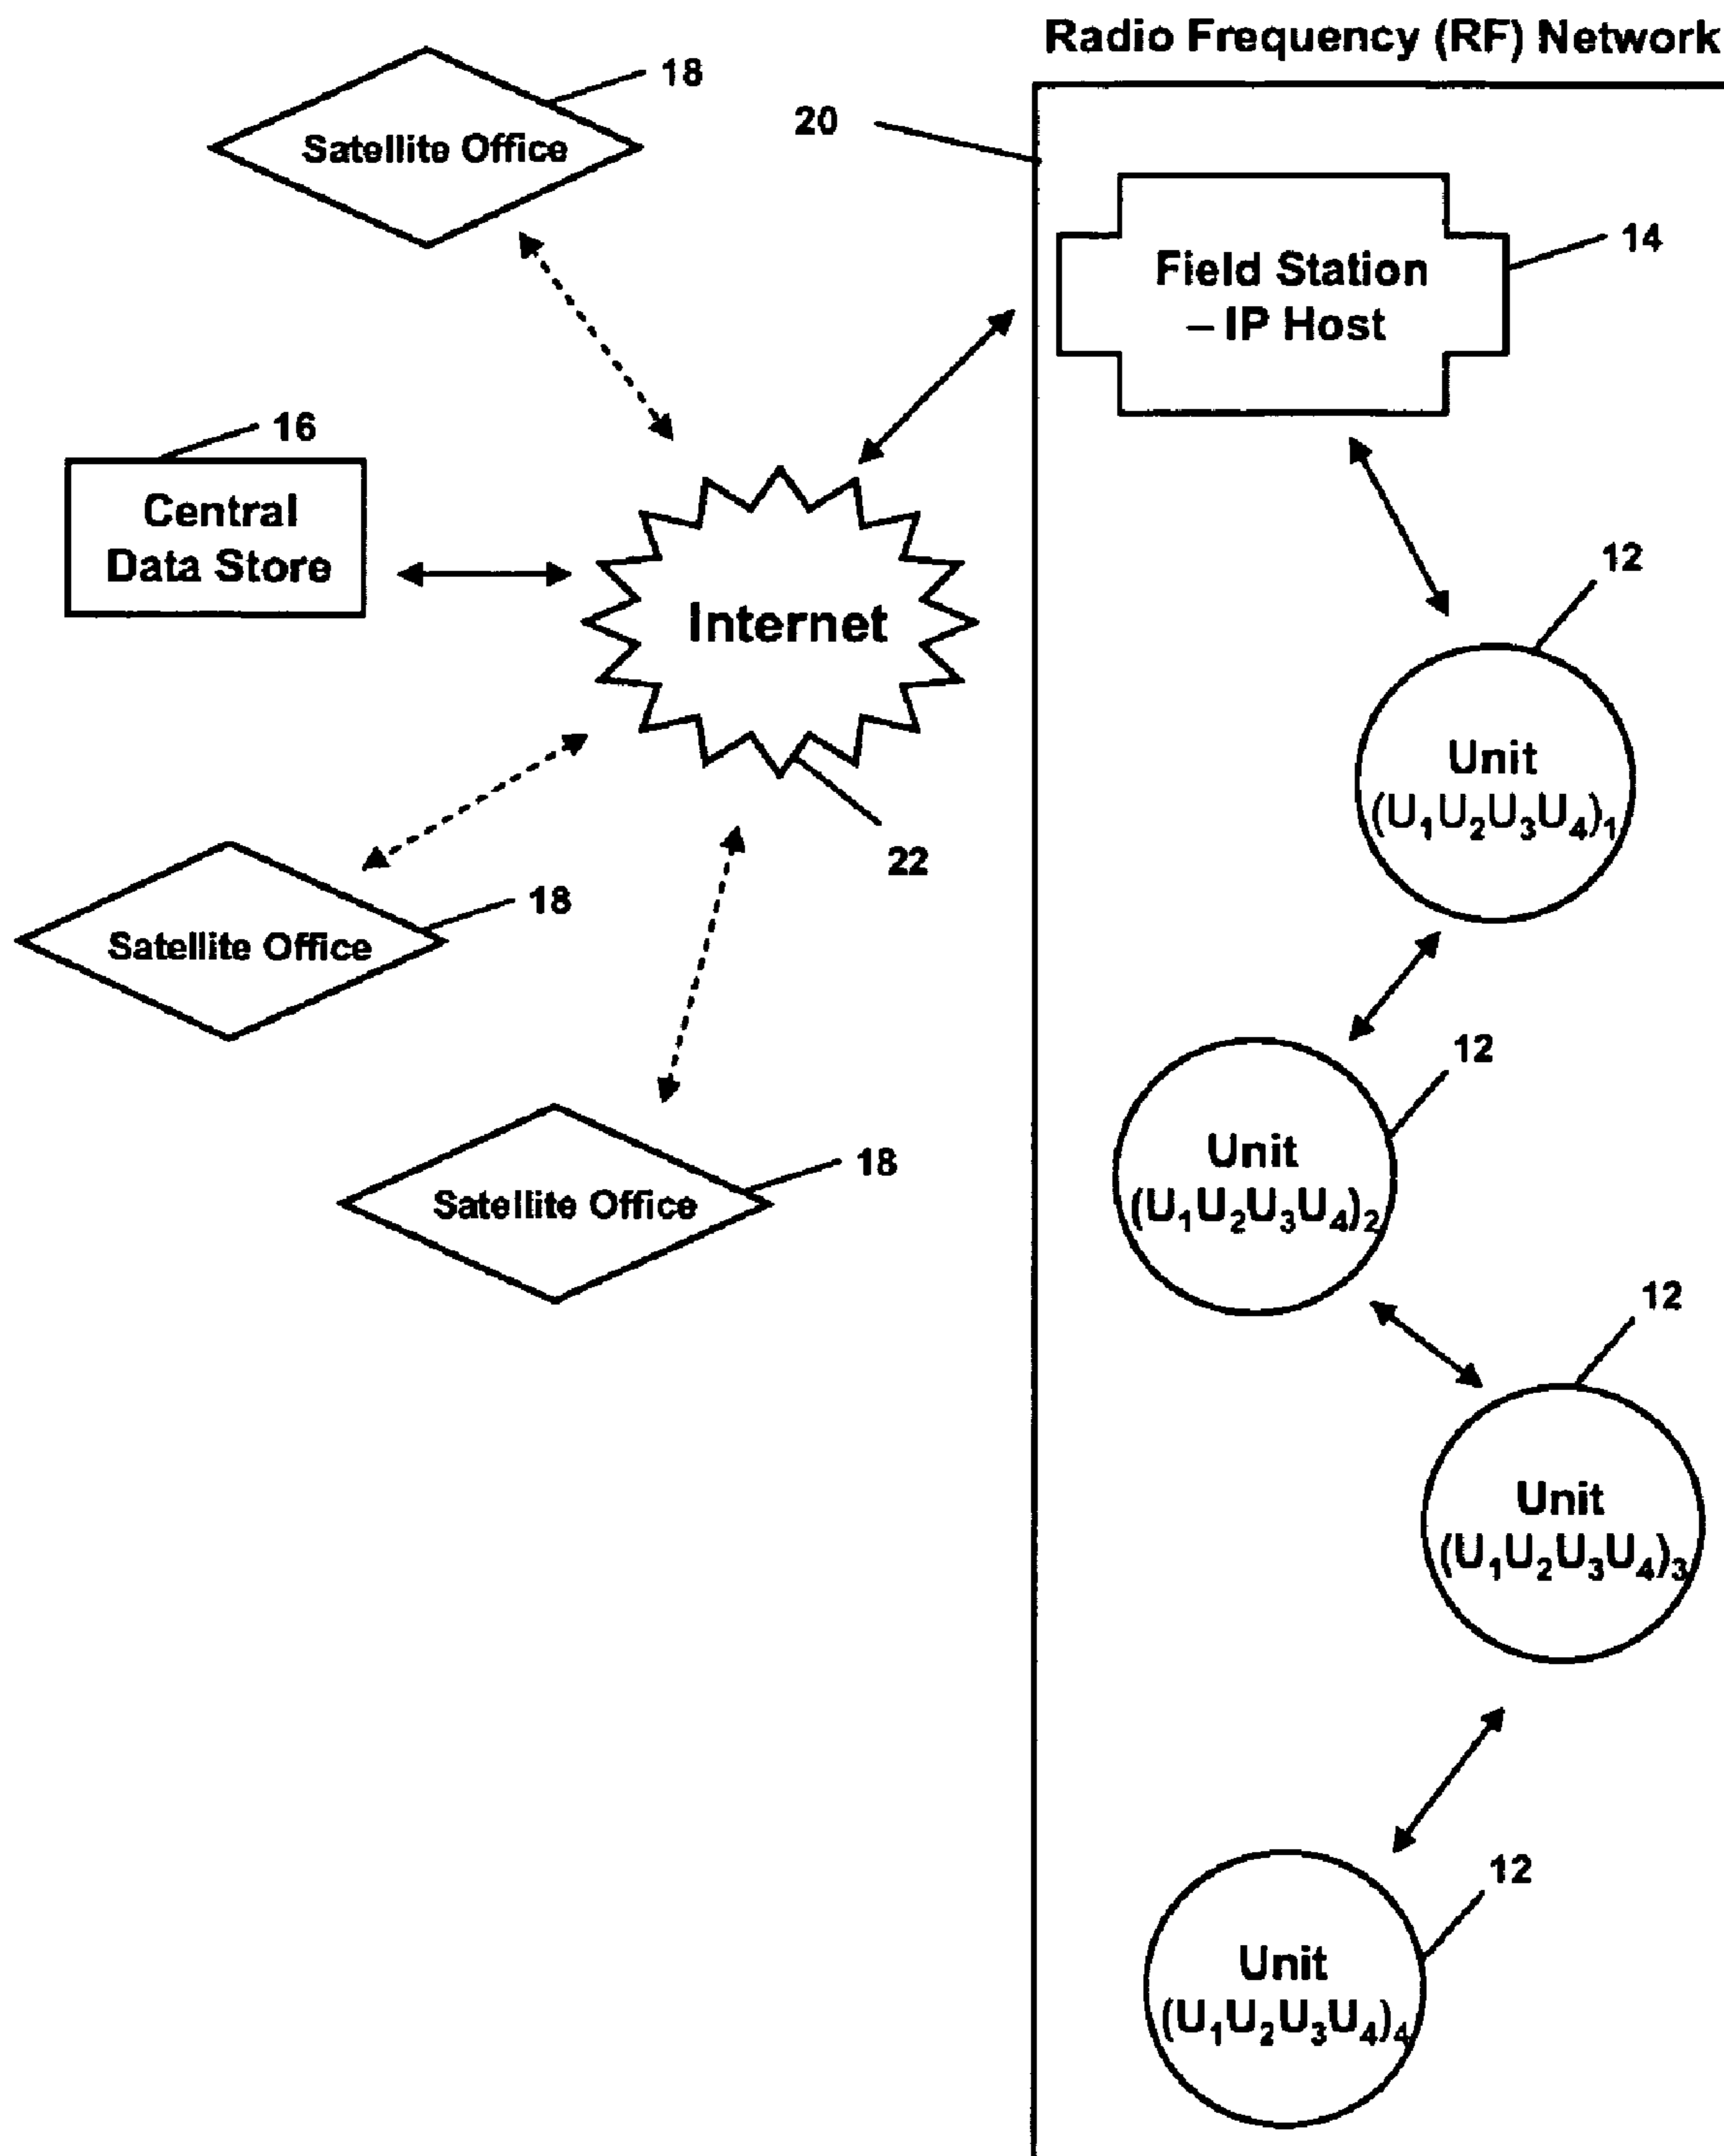 Radio Frequency (RF) Network
18
Satellite Office
20
14
Field Station
– IP Host
16
Central
Data Store
Internet
22
12
Unit
(U₁U₂U₃U₄)₁
18
Satellite Office
12
Unit
(U₁U₂U₃U₄)₂
18
Satellite Office
12
Unit
(U₁U₂U₃U₄)₃
12
Unit
(U₁U₂U₃U₄)₄